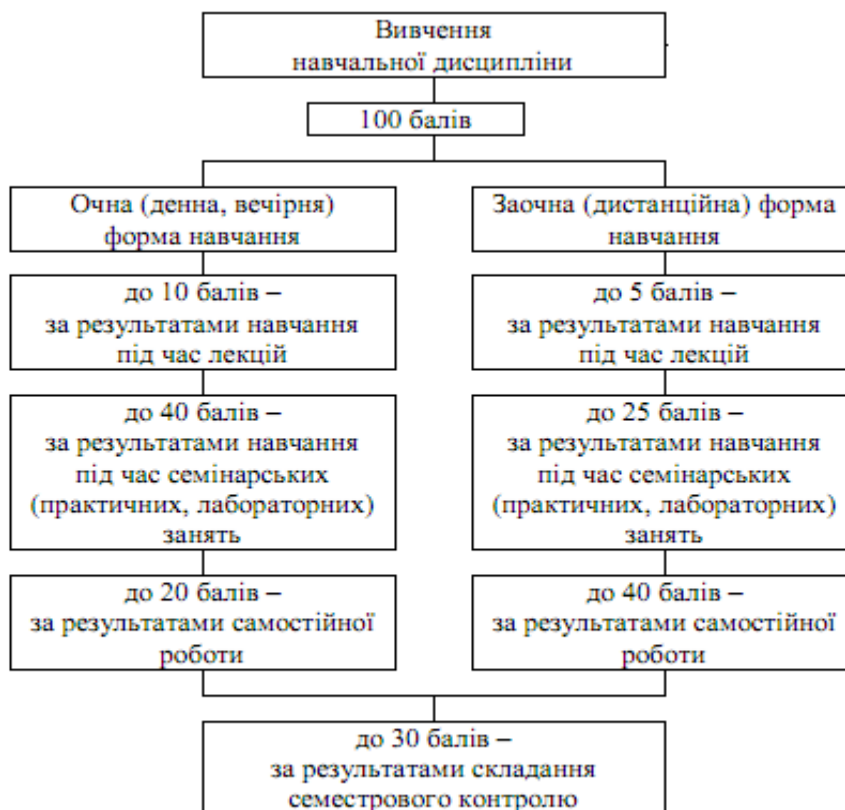 Вивчення
навчальної дисципліни
100 балів
Очна (денна, вечірня)
форма навчання
до 10 балів –
за результатами навчання
під час лекцій
до 40 балів –
за результатами навчання
під час семінарських
(практичних, лабораторних)
занять
до 20 балів –
за результатами самостійної
роботи
Заочна (дистанційна) форма
навчання
до 5 балів –
за результатами навчання
під час лекцій
до 25 балів –
за результатами навчання
під час семінарських
(практичних, лабораторних)
занять
до 40 балів –
за результатами самостійної
роботи
до 30 балів –
за результатами складання
семестрового контролю